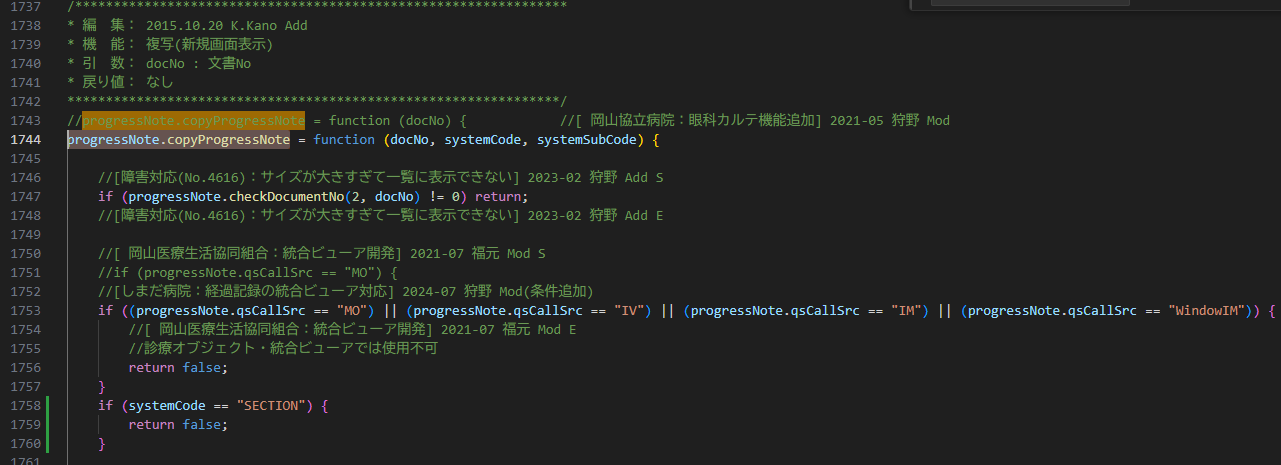 1737 /****************************************************************
1738 * 編　集： 2015.10.20 K.Kano Add
1739 * 機　能： 複写(新規画面表示)
1740 * 引　数： docNo : 文書No
1741 * 戻り値： なし
1742 ****************************************************************/
1743 //progressNote.copyProgressNote = function (docNo) { //[ 岡山協立病院：眼科カルテ機能追加] 2021-05 狩野 Mod
1744 progressNote.copyProgressNote = function (docNo, systemCode, systemSubCode) {
1745
1746 //[障害対応(No.4616)：サイズが大きすぎて一覧に表示できない] 2023-02 狩野 Add S
1747 if (progressNote.checkDocumentNo(2, docNo) != 0) return;
1748 //[障害対応(No.4616)：サイズが大きすぎて一覧に表示できない] 2023-02 狩野 Add E
1749
1750 //[ 岡山医療生活協同組合：統合ビューア開発] 2021-07 福元 Mod S
1751 //if (progressNote.qsCallSrc == "MO") {
1752 //[しまだ病院：経過記録の統合ビューア対応] 2024-07 狩野 Mod(条件追加)
1753 if ((progressNote.qsCallSrc == "MO") || (progressNote.qsCallSrc == "IV") || (progressNote.qsCallSrc == "IM") || (progressNote.qsCallSrc == "WindowIM")) {
1754 //[ 岡山医療生活協同組合：統合ビューア開発] 2021-07 福元 Mod E
1755 //診療オブジェクト・統合ビューアでは使用不可
1756 return false;
1757 }
1758 if (systemCode == "SECTION") {
1759 return false;
1760 }
1761